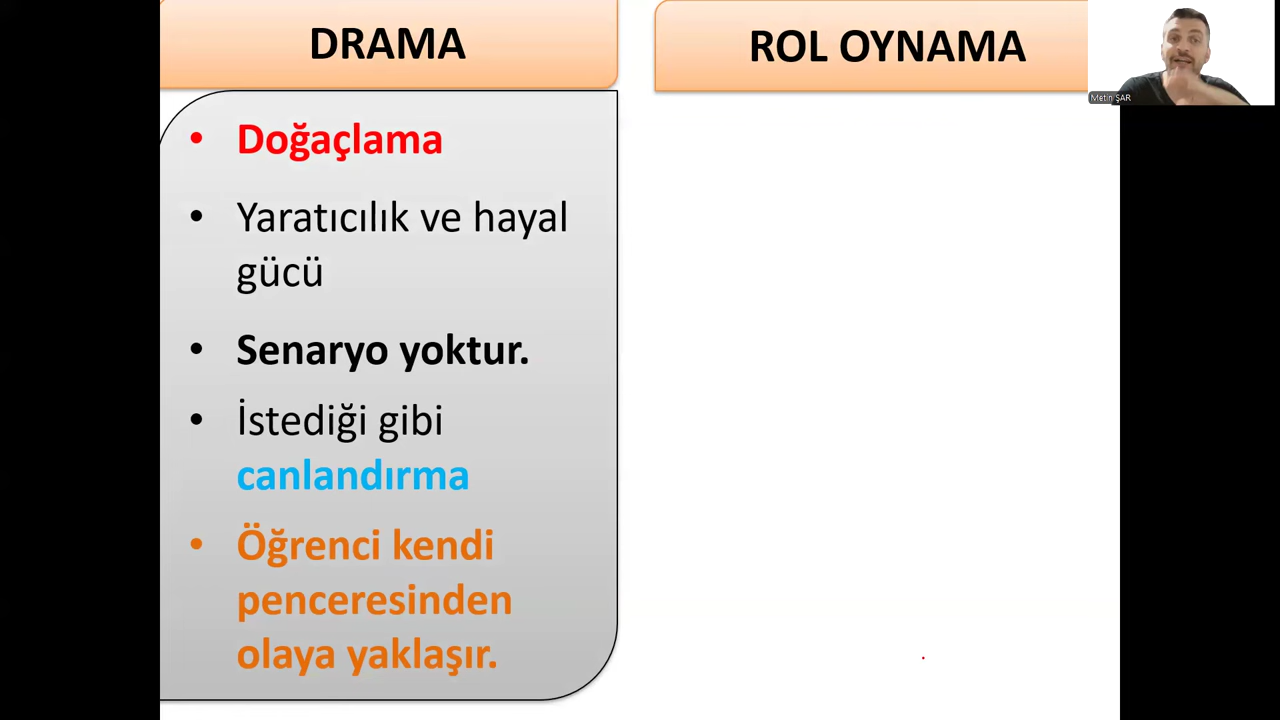 DRAMA
ROL OYNAMA
Metin ŞAR
• Doğaçlama
• Yaratıcılık ve hayal
gücü
• Senaryo yoktur.
• İstediği gibi
canlandırma
• Öğrenci kendi
penceresinden
olaya yaklaşır.